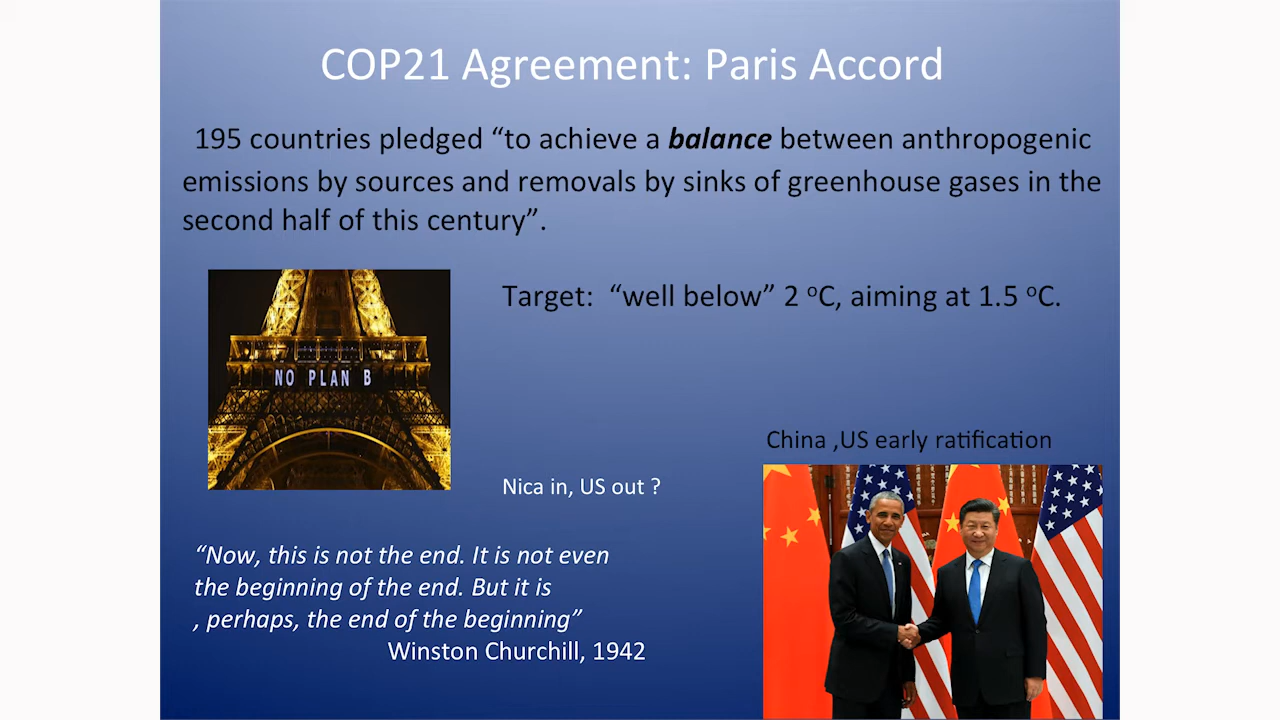 COP21 Agreement: Paris Accord
195 countries pledged “to achieve a balance between anthropogenic
emissions by sources and removals by sinks of greenhouse gases in the
second half of this century”.
Target: “well below” 2 ºC, aiming at 1.5 ºC.
NO PLAN B
China ,US early ratification
Nica in, US out ?
“Now, this is not the end. It is not even
the beginning of the end. But it is
, perhaps, the end of the beginning”
Winston Churchill, 1942